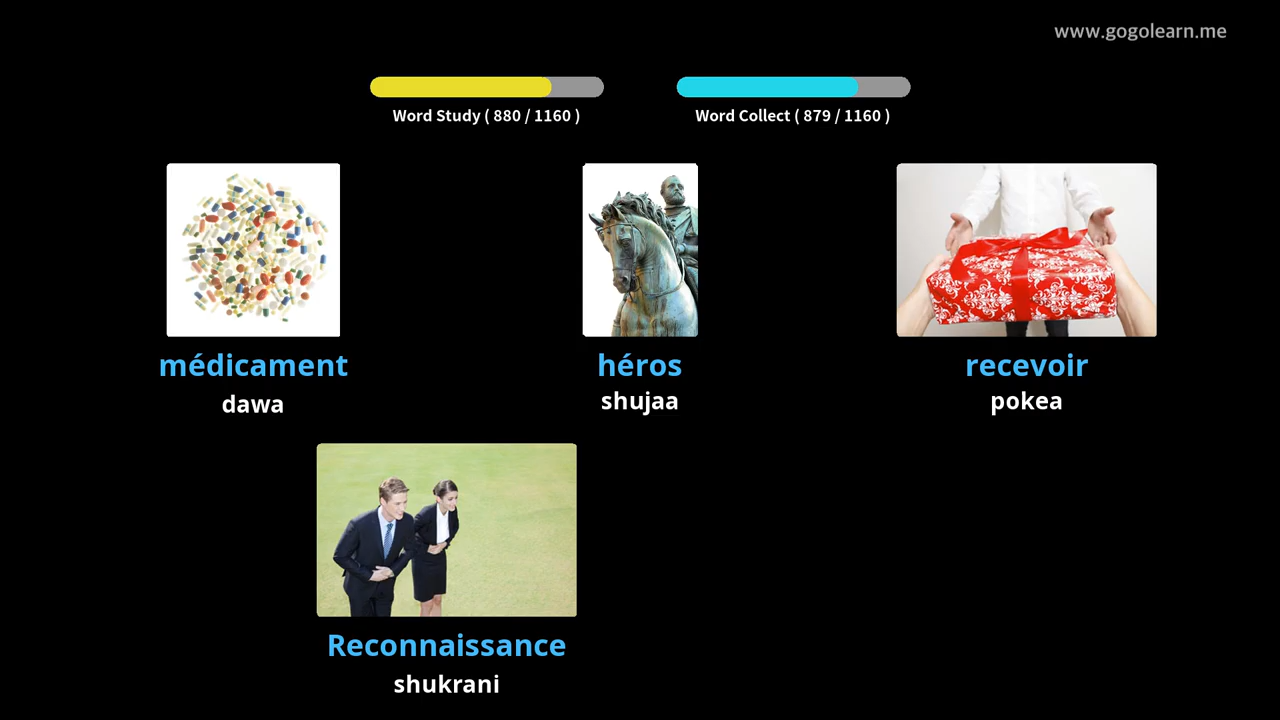 www.gogolearn.me
Word Study ( 880 / 1160 )
Word Collect ( 879 / 1160 )
médicament
dawa
héros
shujaa
recevoir
pokea
Reconnaissance
shukrani